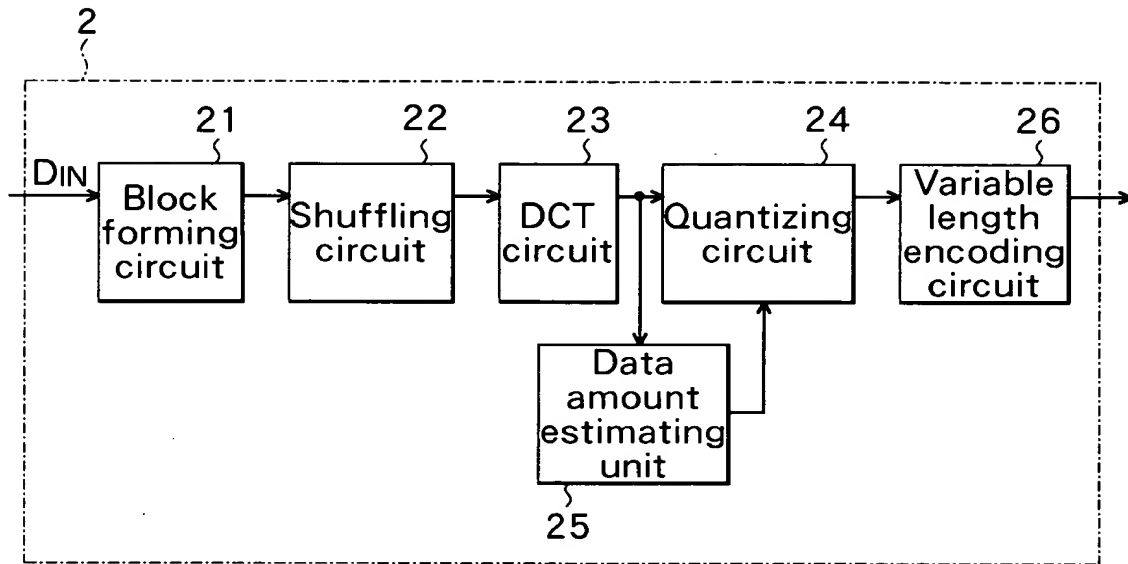 2
21
22
23
24
26
DIN
Block
forming
circuit
Shuffling
circuit
DCT
circuit
Quantizing
circuit
Variable
length
encoding
circuit
Data
amount
estimating
unit
25